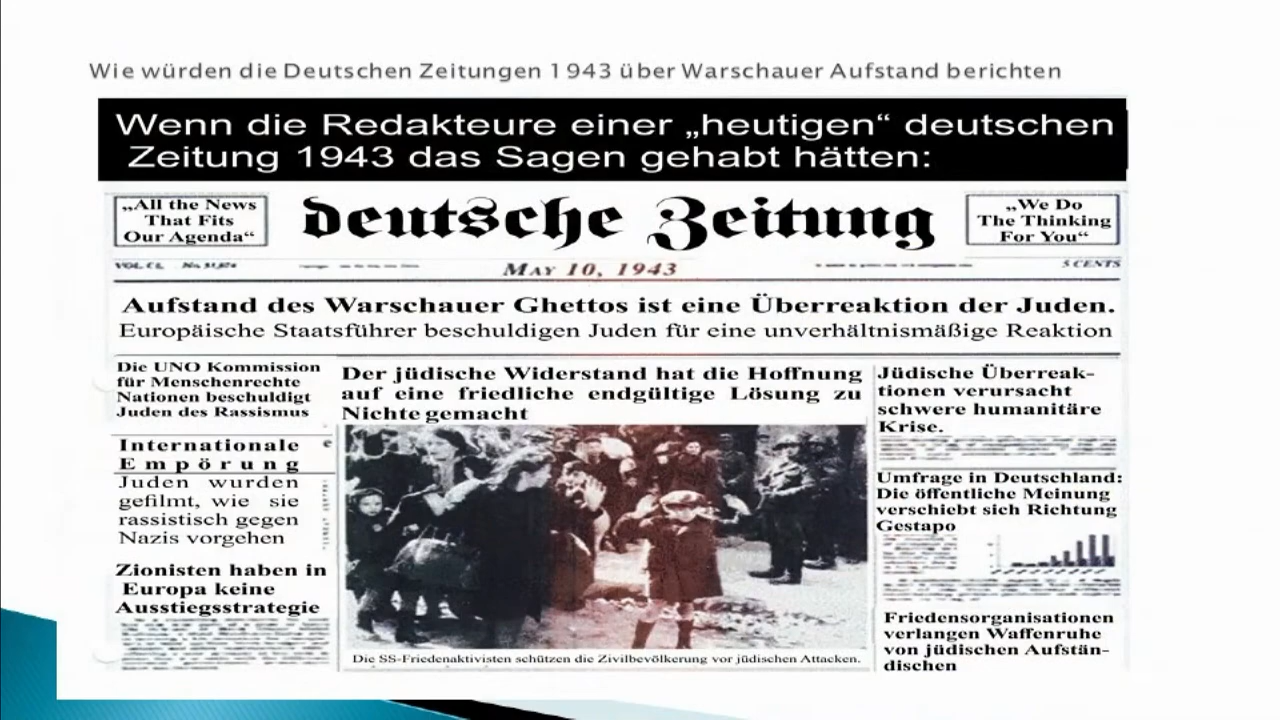 Wie würden die Deutschen Zeitungen 1943 über Warschauer Aufstand berichten
Wenn die Redakteure einer „heutigen“ deutschen
Zeitung 1943 das Sagen gehabt hätten:
„All the News
That Fits
Our Agenda“
deutsche Zeitung
„We Do
The Thinking
For You“
MAY 10, 1943
5 CENTS
Aufstand des Warschauer Ghettos ist eine Überreaktion der Juden.
Europäische Staatsführer beschuldigen Juden für eine unverhältnismäßige Reaktion
Die UNO Kommission
für Menschenrechte
Nationen beschuldigt
Juden des Rassismus
Internationale
Empörung
Juden wurden
gefilmt, wie sie
rassistisch gegen
Nazis vorgehen
Zionisten haben in
Europa keine
Ausstiegsstrategie
Der jüdische Widerstand hat die Hoffnung
auf eine friedliche endgültige Lösung zu
Nichte gemacht
Die SS-Friedenaktivisten schützen die Zivilbevölkerung vor jüdischen Attacken.
Jüdische Überreak-
tionen verursacht
schwere humanitäre
Krise.
Umfrage in Deutschland:
Die öffentliche Meinung
verschiebt sich Richtung
Gestapo
Friedensorganisationen
verlangen Waffenruhe
von jüdischen Aufstän-
dischen